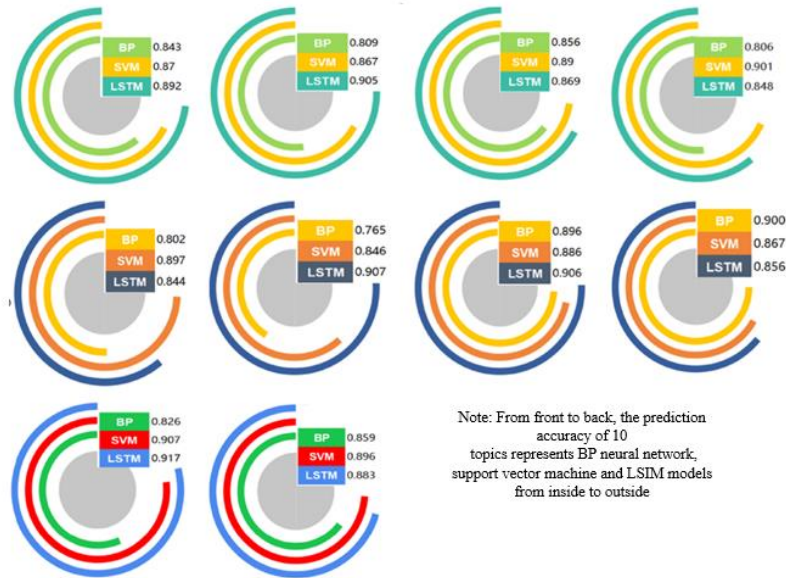 BP 0.843
SVM 0.87
LSTM 0.892
BP 0.809
SVM 0.867
LSTM 0.905
BP 0.856
SVM 0.89
LSTM 0.869
BP 0.806
SVM 0.901
LSTM 0.848
BP 0.802
SVM 0.897
LSTM 0.844
BP 0.765
SVM 0.846
LSTM 0.907
BP 0.896
SVM 0.886
LSTM 0.906
BP 0.900
SVM 0.867
LSTM 0.856
BP 0.826
SVM 0.907
LSTM 0.917
BP 0.859
SVM 0.896
LSTM 0.883
Note: From front to back, the prediction
accuracy of 10
topics represents BP neural network,
support vector machine and LSIM models
from inside to outside